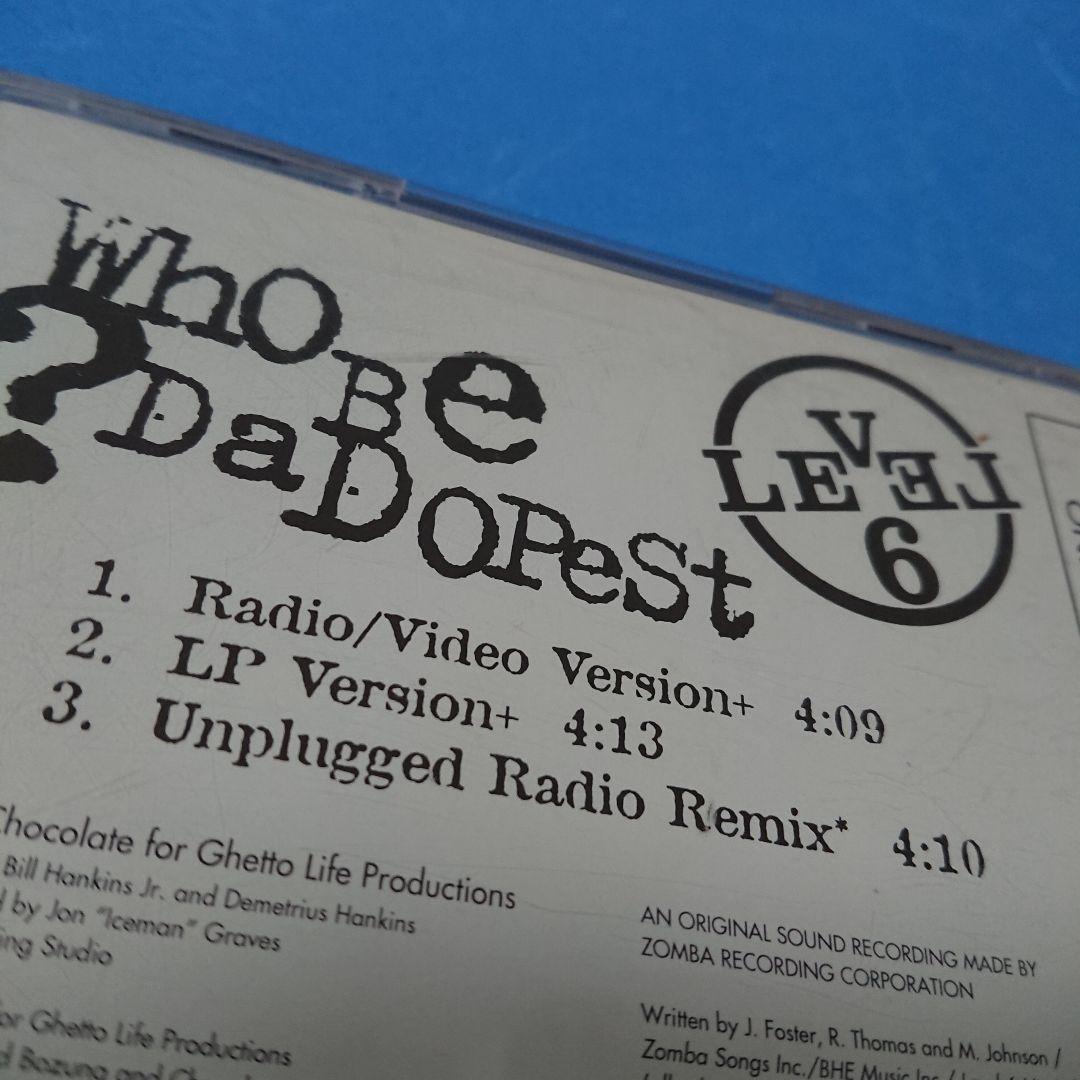 Who Be
?DaDOPeSt
LEVEL
6
1. Radio/Video Version+ 4:09
2. LP Version+ 4:13
3. Unplugged Radio Remix* 4:10
Chocolate for Ghetto Life Productions
Bill Hankins Jr. and Demetrius Hankins
by Jon "Iceman" Graves
Studio
for Ghetto Life Productions
Bozung and
AN ORIGINAL SOUND RECORDING MADE BY
ZOMBA RECORDING CORPORATION
Written by J. Foster, R. Thomas and M. Johnson /
Zomba Songs Inc./BHE Music Inc./